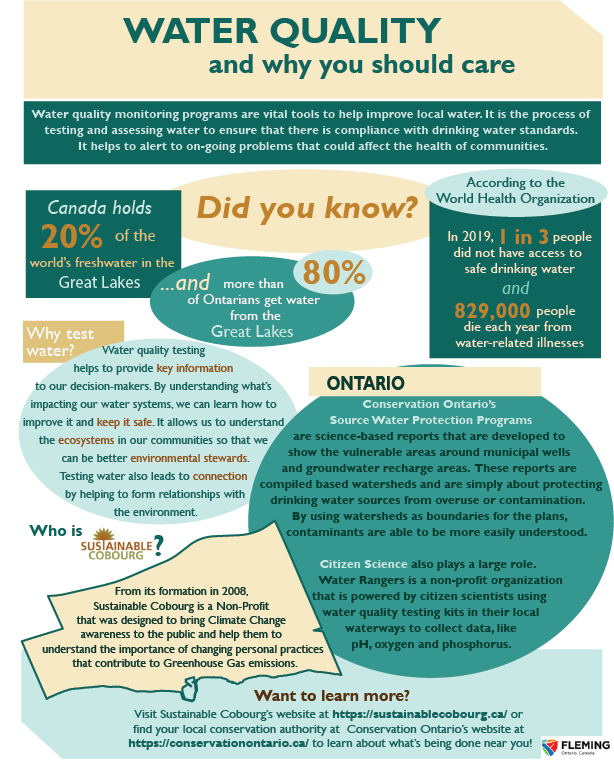 WATER QUALITY
and why you should care
Water quality monitoring programs are vital tools to help improve local water. It is the process of
testing and assessing water to ensure that there is compliance with drinking water standards.
It helps to alert to on-going problems that could affect the health of communities.
Canada holds
20% of the
world's freshwater in the
Great Lakes
Did you know?
...and more than 80%
of Ontarians get water
from the
Great Lakes
According to the
World Health Organization
In 2019, 1 in 3 people
did not have access to
safe drinking water
and
829,000 people
die each year from
water-related illnesses
Why test
water?
Water quality testing
helps to provide key information
to our decision-makers. By understanding what's
impacting our water systems, we can learn how to
improve it and keep it safe. It allows us to understand
the ecosystems in our communities so that we
can be better environmental stewards.
Testing water also leads to connection
by helping to form relationships with
the environment.
ONTARIO
Conservation Ontario's
Source Water Protection Programs
are science-based reports that are developed to
show the vulnerable areas around municipal wells
and groundwater recharge areas. These reports are
compiled based watersheds and are simply about protecting
drinking water sources from overuse or contamination.
By using watersheds as boundaries for the plans,
contaminants are able to be more easily understood.
Citizen Science also plays a large role.
Water Rangers is a non-profit organization
that is powered by citizen scientists using
water quality testing kits in their local
waterways to collect data, like
pH, oxygen and phosphorus.
Who is SUSTAINABLE
COBOURG ?
From its formation in 2008,
Sustainable Cobourg is a Non-Profit
that was designed to bring Climate Change
awareness to the public and help them to
understand the importance of changing personal practices
that contribute to Greenhouse Gas emissions.
Want to learn more?
Visit Sustainable Cobourg's website at https://sustainablecobourg.ca/ or
find your local conservation authority at Conservation Ontario's website at
https://conservationontario.ca/ to learn about what's being done near you!
FLEMING
Ontario, Canada